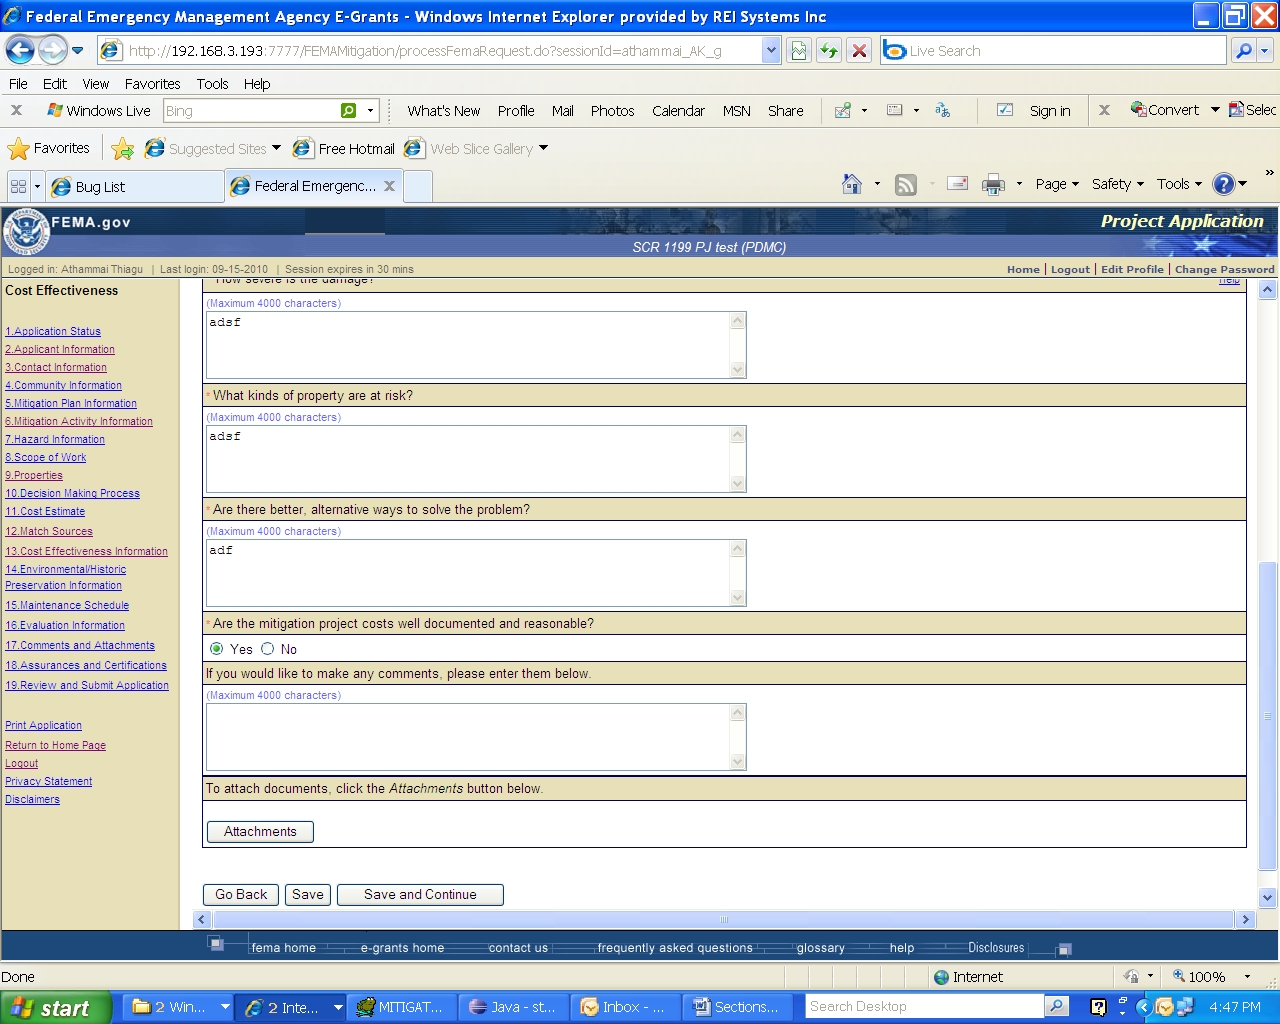 Federal Emergency Management Agency E-Grants - Windows Internet Explorer provided by REI Systems Inc
http://192.168.3.193:7777/FEMAMitigation/processFemaRequest.do?sessionId=athammai_AK_g
Live Search
File Edit View Favorites Tools Help
Windows Live Bing What's New Profile Mail Photos Calendar MSN Share Sign in Convert Selec
Favorites Suggested Sites Free Hotmail Web Slice Gallery
Bug List Federal Emergenc... Page Safety Tools
FEMA.gov Project Application
SCR 1199 PJ test (PDMC)
Logged in: Athammai Thiagu | Last login: 09-15-2010 | Session expires in 30 mins Home | Logout | Edit Profile | Change Password
Cost Effectiveness
1.Application Status
2.Applicant Information
3.Contact Information
4.Community Information
5.Mitigation Plan Information
6.Mitigation Activity Information
7.Hazard Information
8.Scope of Work
9.Properties
10.Decision Making Process
11.Cost Estimate
12.Match Sources
13.Cost Effectiveness Information
14.Environmental/Historic
Preservation Information
15.Maintenance Schedule
16.Evaluation Information
17.Comments and Attachments
18.Assurances and Certifications
19.Review and Submit Application
Print Application
Return to Home Page
Logout
Privacy Statement
Disclaimers
How severe is the damage? Help
(Maximum 4000 characters)
adsf
* What kinds of property are at risk?
(Maximum 4000 characters)
adsf
* Are there better, alternative ways to solve the problem?
(Maximum 4000 characters)
adf
* Are the mitigation project costs well documented and reasonable?
Yes No
If you would like to make any comments, please enter them below.
(Maximum 4000 characters)
To attach documents, click the Attachments button below.
Attachments
Go Back Save Save and Continue
fema home e-grants home contact us frequently asked questions glossary help Disclosures
Done Internet 100%
start 2 Win... 2 Inte... MITIGAT... Java - st... Inbox - ... Sections... Search Desktop 4:47 PM